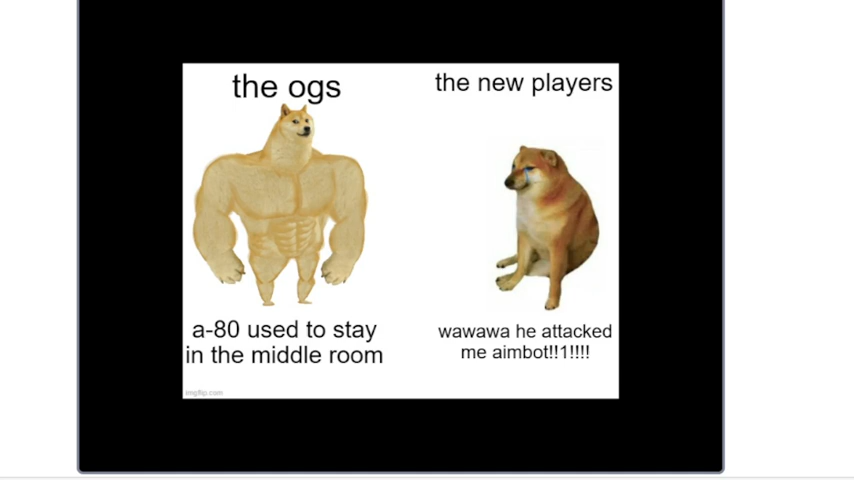 the ogs
the new players
a-80 used to stay
in the middle room
wawawa he attacked
me aimbot!!1!!!!
imgflip.com